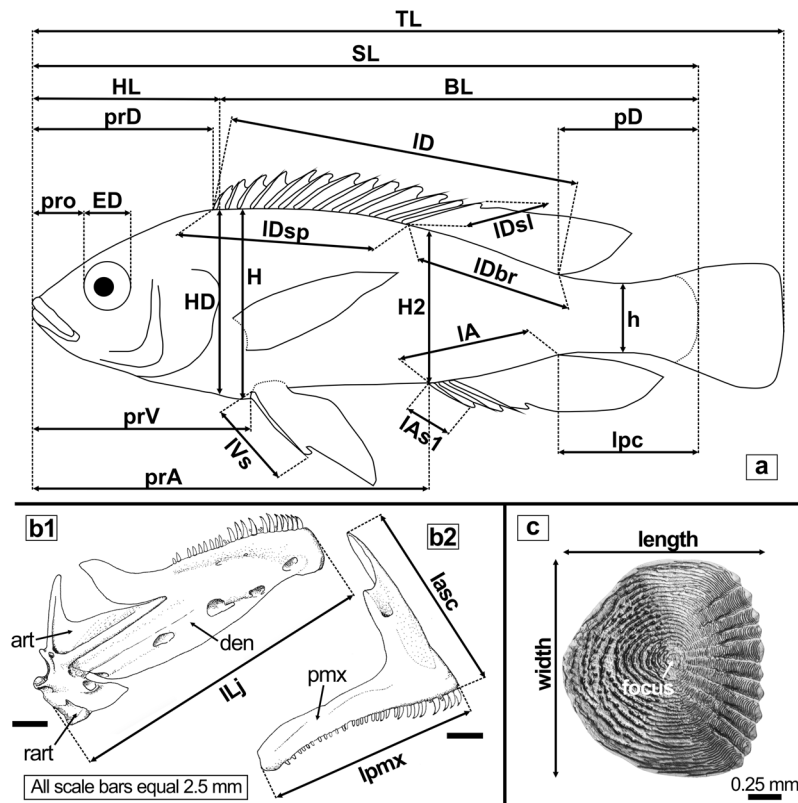 TL
SL
HL BL
prD pD
lD
pro ED
lDsp lDsl
lDbr
HD H H2 h
lA
prV lVs lAs1 lpc
prA
a
b1 b2 c
length
lasc
art den
width
focus
pmx
lLj
rart lpmx
All scale bars equal 2.5 mm
0.25 mm